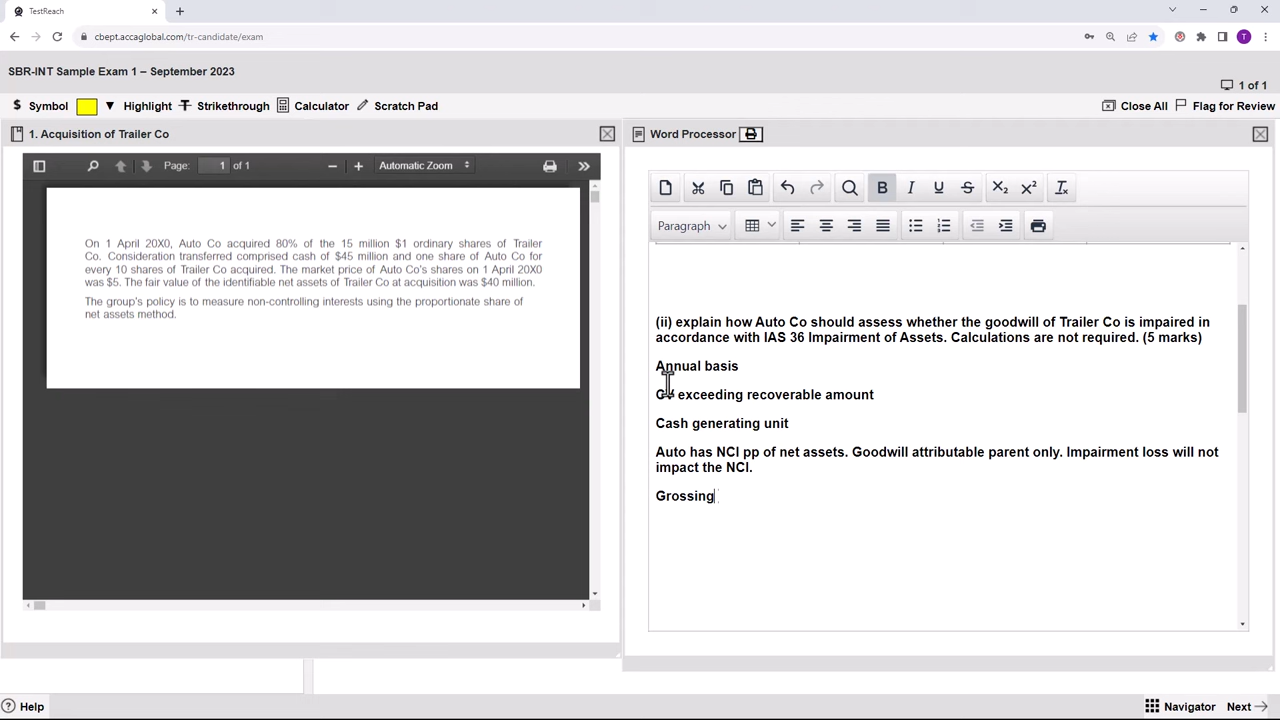 TestReach
cbept.accaglobal.com/tr-candidate/exam
T
SBR-INT Sample Exam 1 – September 2023
1 of 1
$ Symbol Highlight Strikethrough Calculator Scratch Pad Close All Flag for Review
1. Acquisition of Trailer Co
Word Processor
Page: 1 of 1 Automatic Zoom
B I U S X₂ X² Ix
Paragraph
On 1 April 20X0, Auto Co acquired 80% of the 15 million $1 ordinary shares of Trailer
Co. Consideration transferred comprised cash of $45 million and one share of Auto Co for
every 10 shares of Trailer Co acquired. The market price of Auto Co's shares on 1 April 20X0
was $5. The fair value of the identifiable net assets of Trailer Co at acquisition was $40 million.
The group's policy is to measure non-controlling interests using the proportionate share of
net assets method.
(ii) explain how Auto Co should assess whether the goodwill of Trailer Co is impaired in
accordance with IAS 36 Impairment of Assets. Calculations are not required. (5 marks)
Annual basis
exceeding recoverable amount
Cash generating unit
Auto has NCI pp of net assets. Goodwill attributable parent only. Impairment loss will not
impact the NCI.
Grossing
Help
Navigator Next